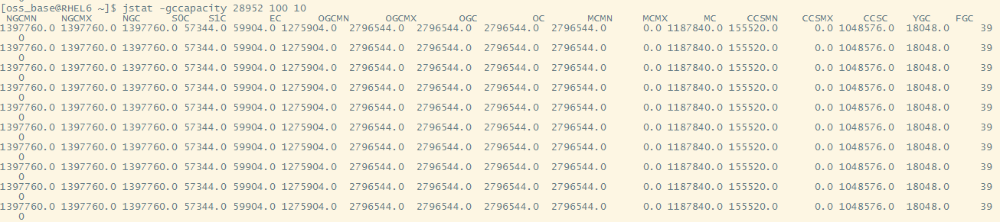 [oss_base@RHEL6 ~]$ jstat -gccapacity 28952 100 10
NGCMN NGCMX NGC S0C S1C EC OGCMN OGCMX OGC OC MCMN MCMX MC CCSMN CCSMX CCSC YGC FGC
1397760.0 1397760.0 1397760.0 57344.0 59904.0 1275904.0 2796544.0 2796544.0 2796544.0 2796544.0 0.0 1187840.0 155520.0 0.0 1048576.0 18048.0 39
0
1397760.0 1397760.0 1397760.0 57344.0 59904.0 1275904.0 2796544.0 2796544.0 2796544.0 2796544.0 0.0 1187840.0 155520.0 0.0 1048576.0 18048.0 39
0
1397760.0 1397760.0 1397760.0 57344.0 59904.0 1275904.0 2796544.0 2796544.0 2796544.0 2796544.0 0.0 1187840.0 155520.0 0.0 1048576.0 18048.0 39
0
1397760.0 1397760.0 1397760.0 57344.0 59904.0 1275904.0 2796544.0 2796544.0 2796544.0 2796544.0 0.0 1187840.0 155520.0 0.0 1048576.0 18048.0 39
0
1397760.0 1397760.0 1397760.0 57344.0 59904.0 1275904.0 2796544.0 2796544.0 2796544.0 2796544.0 0.0 1187840.0 155520.0 0.0 1048576.0 18048.0 39
0
1397760.0 1397760.0 1397760.0 57344.0 59904.0 1275904.0 2796544.0 2796544.0 2796544.0 2796544.0 0.0 1187840.0 155520.0 0.0 1048576.0 18048.0 39
0
1397760.0 1397760.0 1397760.0 57344.0 59904.0 1275904.0 2796544.0 2796544.0 2796544.0 2796544.0 0.0 1187840.0 155520.0 0.0 1048576.0 18048.0 39
0
1397760.0 1397760.0 1397760.0 57344.0 59904.0 1275904.0 2796544.0 2796544.0 2796544.0 2796544.0 0.0 1187840.0 155520.0 0.0 1048576.0 18048.0 39
0
1397760.0 1397760.0 1397760.0 57344.0 59904.0 1275904.0 2796544.0 2796544.0 2796544.0 2796544.0 0.0 1187840.0 155520.0 0.0 1048576.0 18048.0 39
0
1397760.0 1397760.0 1397760.0 57344.0 59904.0 1275904.0 2796544.0 2796544.0 2796544.0 2796544.0 0.0 1187840.0 155520.0 0.0 1048576.0 18048.0 39
0